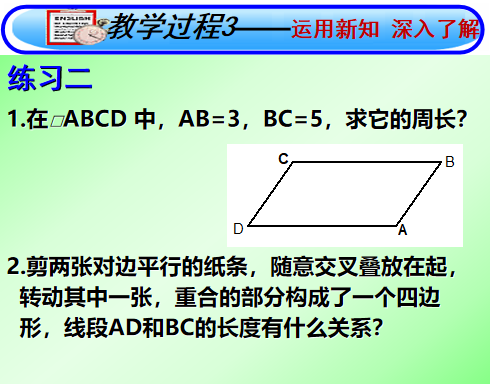 ENGLISH
教学过程3——运用新知 深入了解
练习二
1.在▱ABCD 中，AB=3，BC=5，求它的周长？
C B
D A
2.剪两张对边平行的纸条，随意交叉叠放在起，
转动其中一张，重合的部分构成了一个四边
形，线段AD和BC的长度有什么关系？